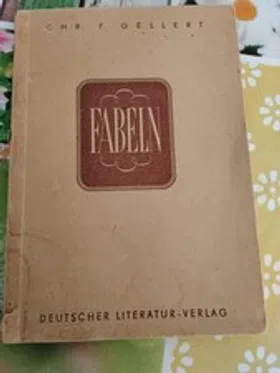 CHR. F. GELLERT
FABELN
DEUTSCHER LITERATUR-VERLAG